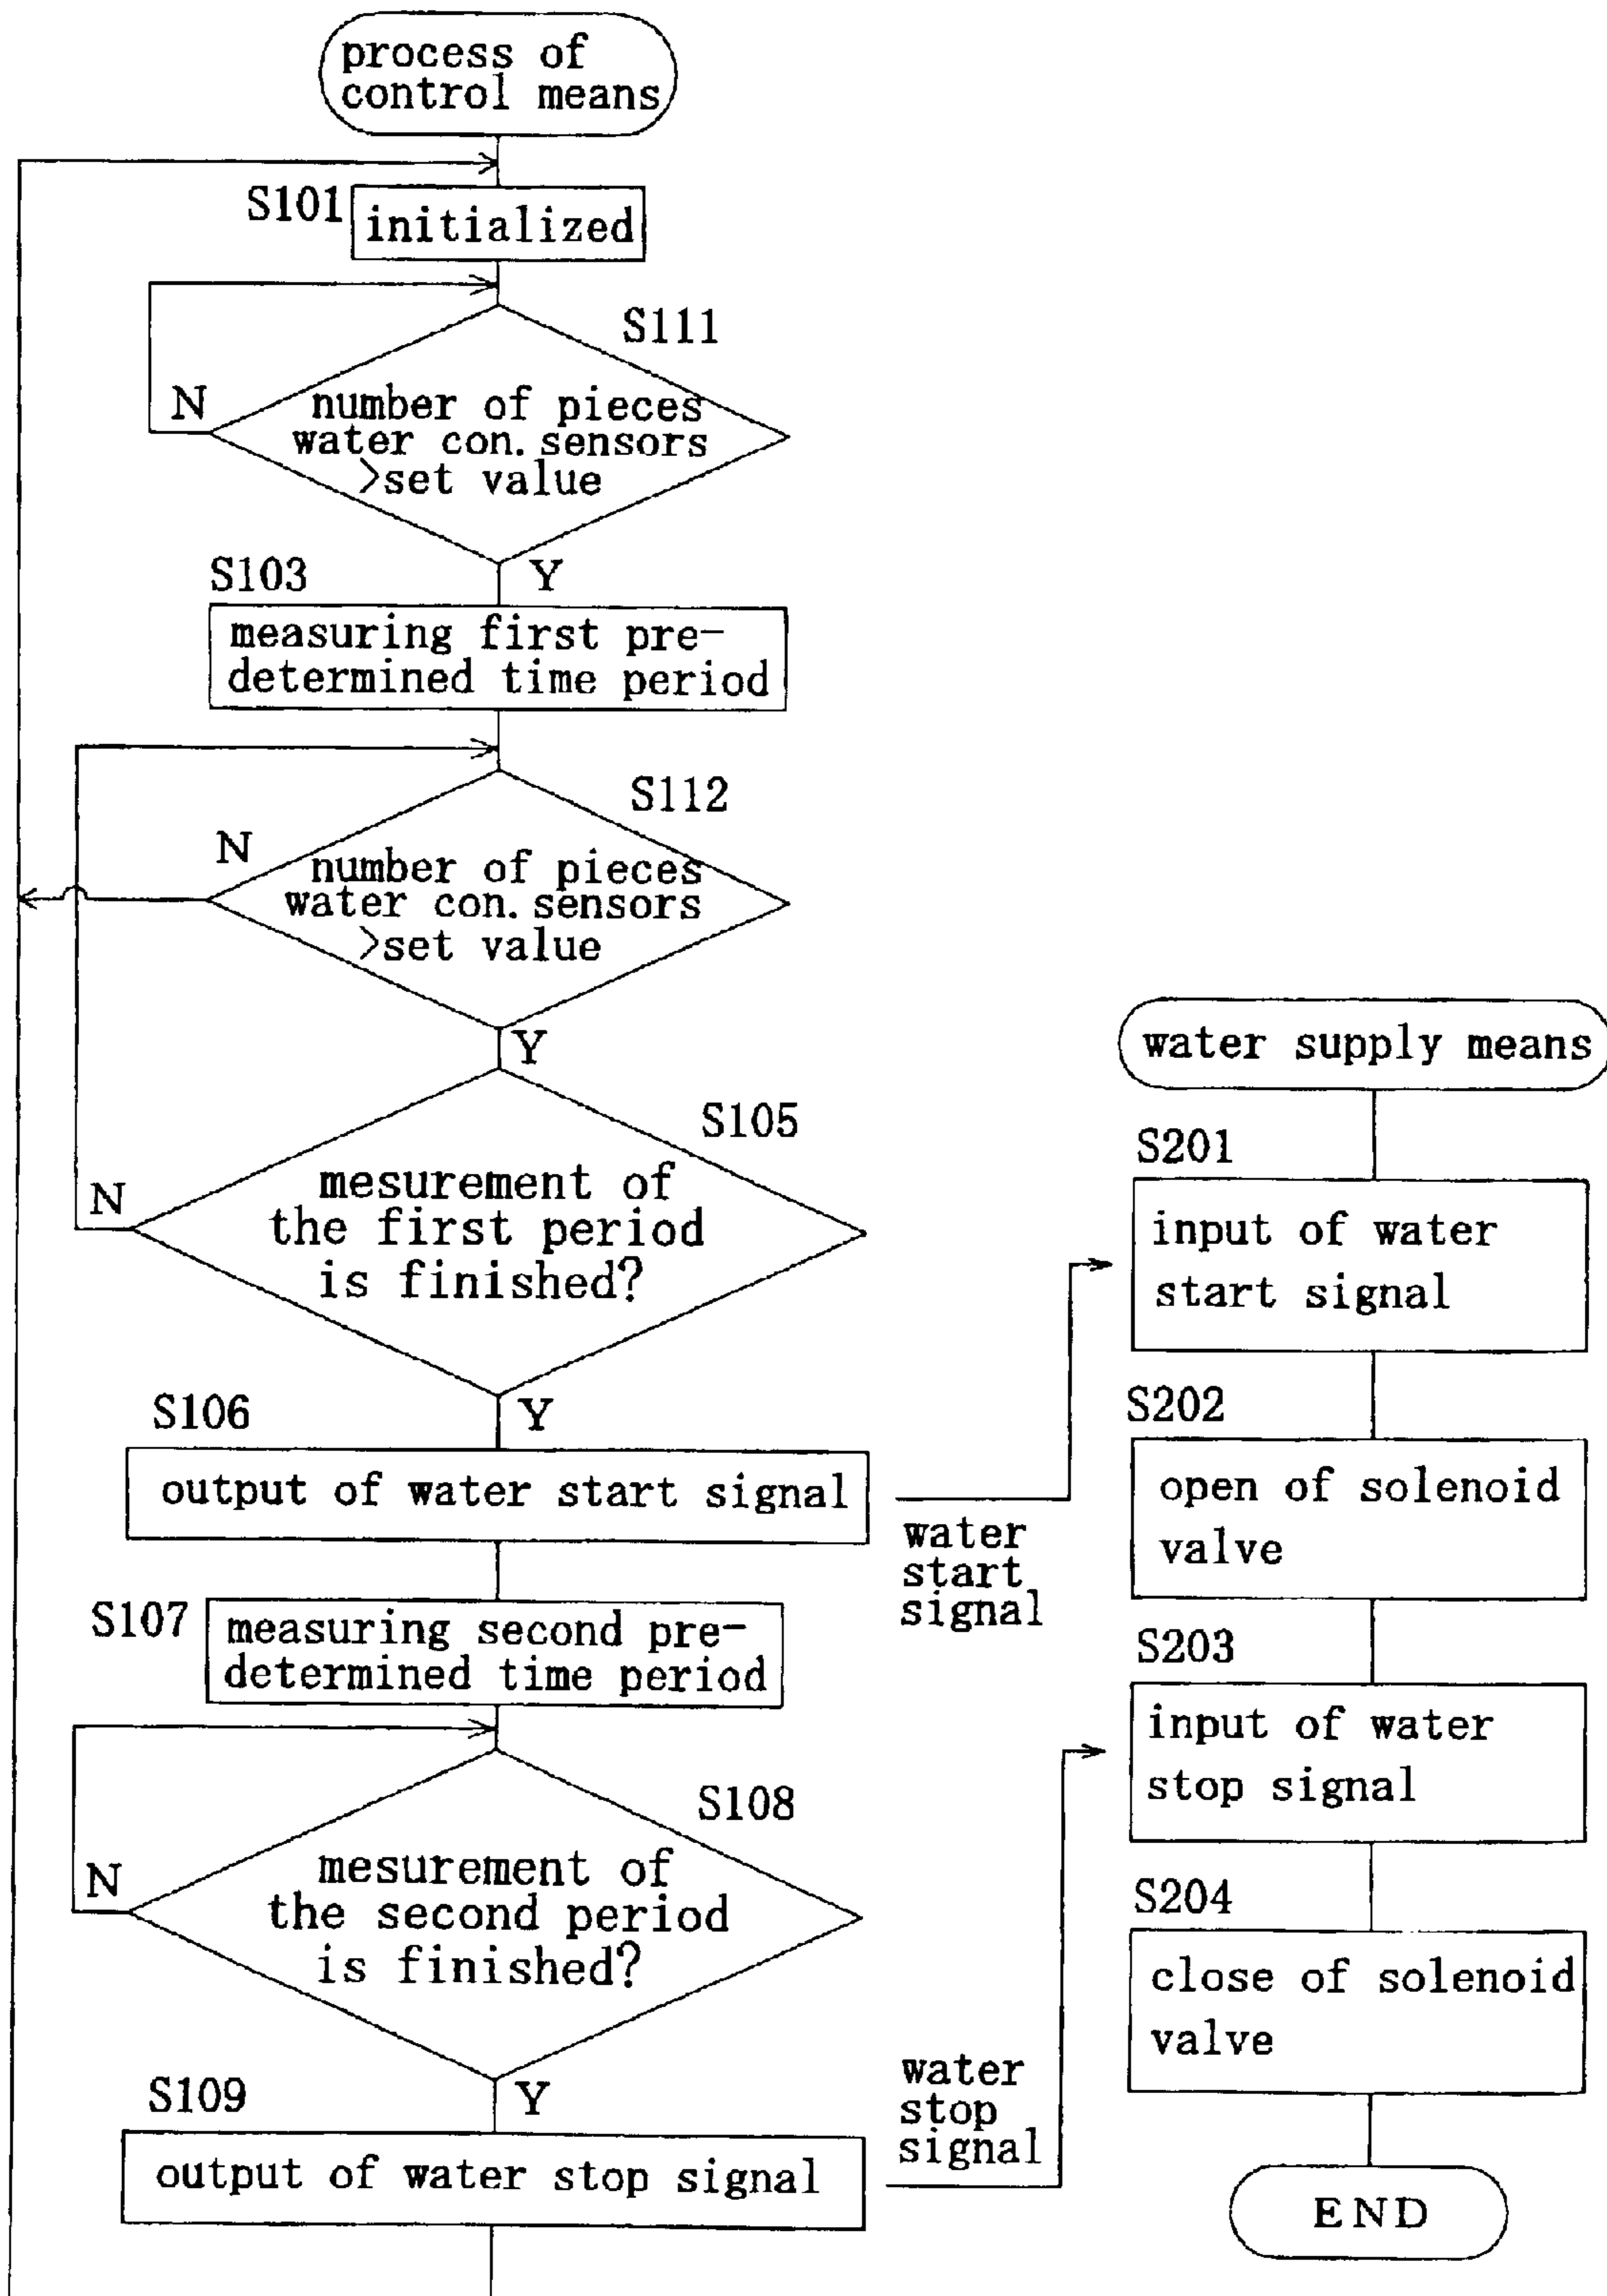 process of
control means
S101
initialized
S111
N
number of pieces
water con. sensors
>set value
Y
S103
measuring first pre-
determined time period
S112
N
number of pieces
water con. sensors
>set value
Y
S105
N
mesurement of
the first period
is finished?
Y
S106
output of water start signal
water
start
signal
S107
measuring second pre-
determined time period
S108
N
mesurement of
the second period
is finished?
Y
S109
output of water stop signal
water
stop
signal
water supply means
S201
input of water
start signal
S202
open of solenoid
valve
S203
input of water
stop signal
S204
close of solenoid
valve
END